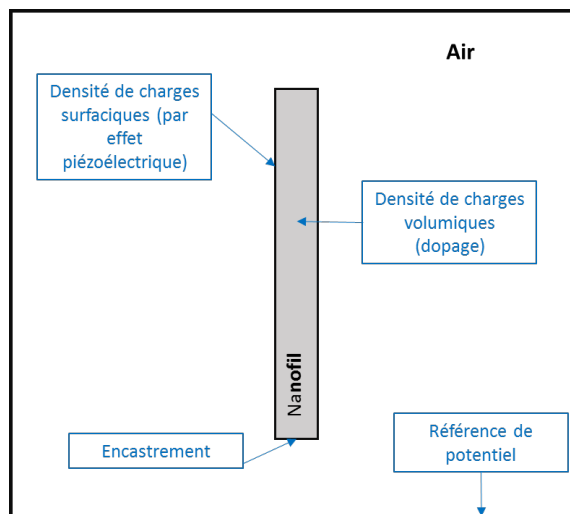 Air
Densité de charges
surfaciques (par
effet
piézoélectrique)
Densité de charges
volumiques
(dopage)
Nanofil
Encastrement
Référence de
potentiel